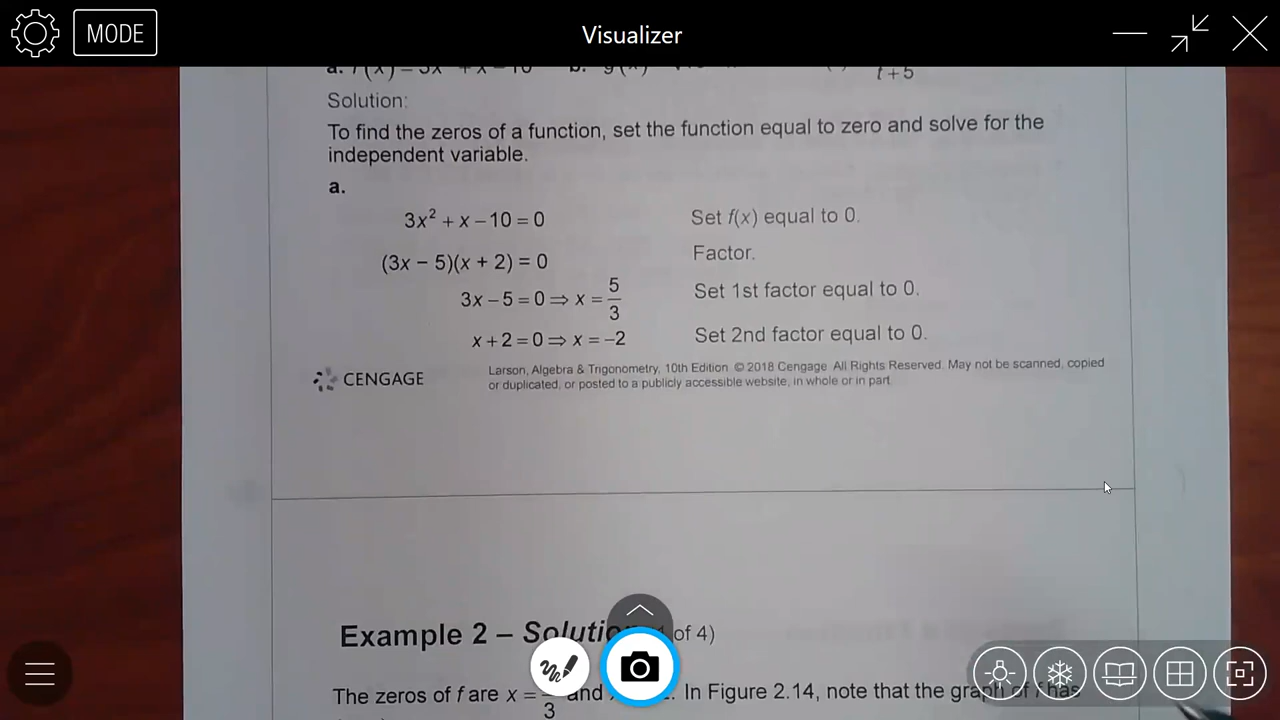 MODE
Visualizer
a. f(x) = 3x² + x − 10 b. g(x)
t + 5
Solution:
To find the zeros of a function, set the function equal to zero and solve for the
independent variable.
a.
3x² + x − 10 = 0 Set f(x) equal to 0.
(3x − 5)(x + 2) = 0 Factor.
3x − 5 = 0 ⇒ x = 5/3 Set 1st factor equal to 0.
x + 2 = 0 ⇒ x = −2 Set 2nd factor equal to 0.
CENGAGE
Larson, Algebra & Trigonometry, 10th Edition © 2018 Cengage All Rights Reserved. May not be scanned, copied
or duplicated, or posted to a publicly accessible website, in whole or in part
Example 2 – Solution of 4)
The zeros of f are x = /3 and . In Figure 2.14, note that the graph of f has